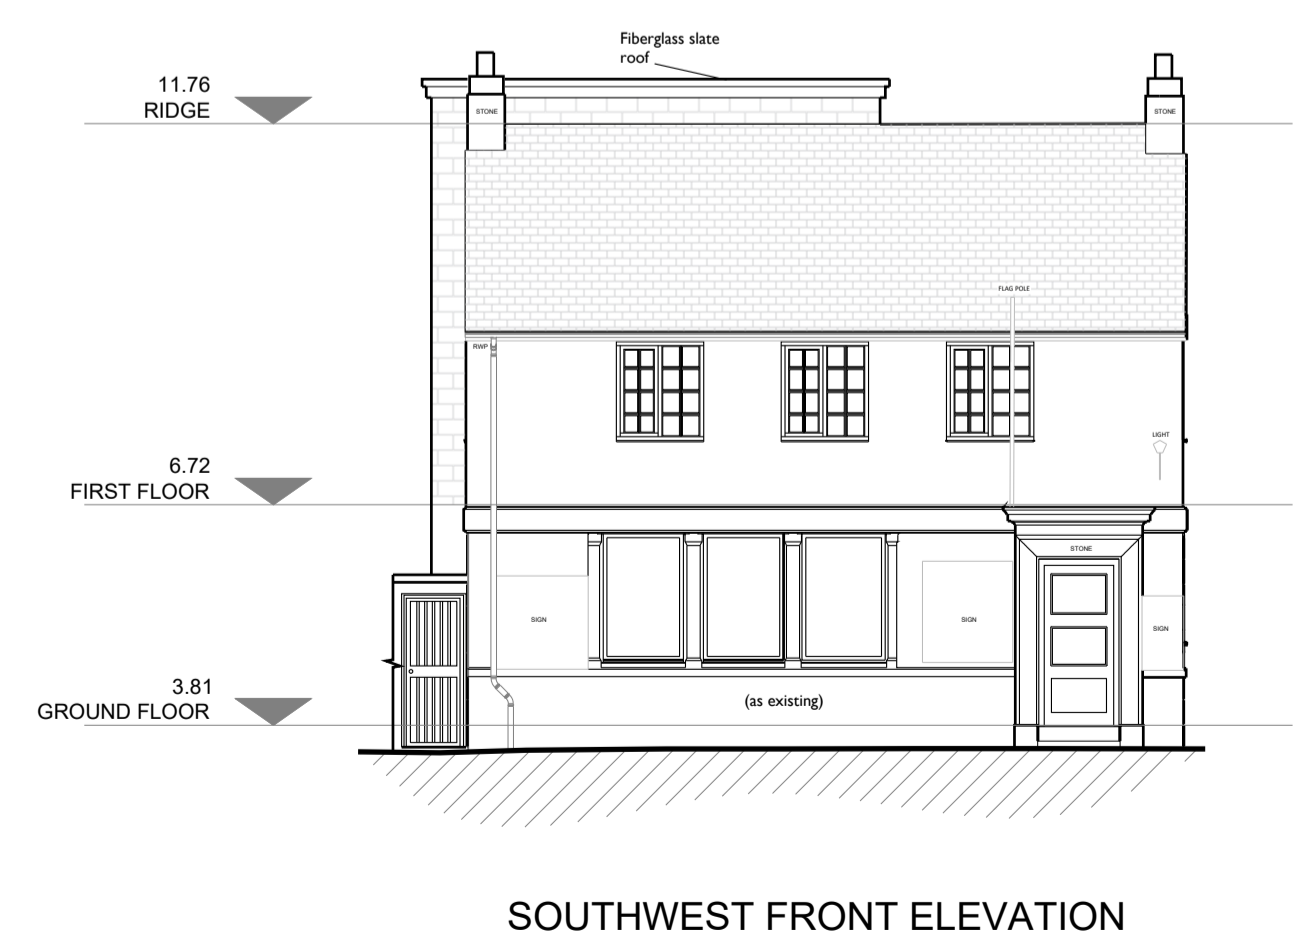 Fiberglass slate
roof
11.76
RIDGE
STONE
STONE
FLAG POLE
RWP
LIGHT
6.72
FIRST FLOOR
STONE
SIGN
SIGN
SIGN
3.81
GROUND FLOOR
(as existing)
SOUTHWEST FRONT ELEVATION